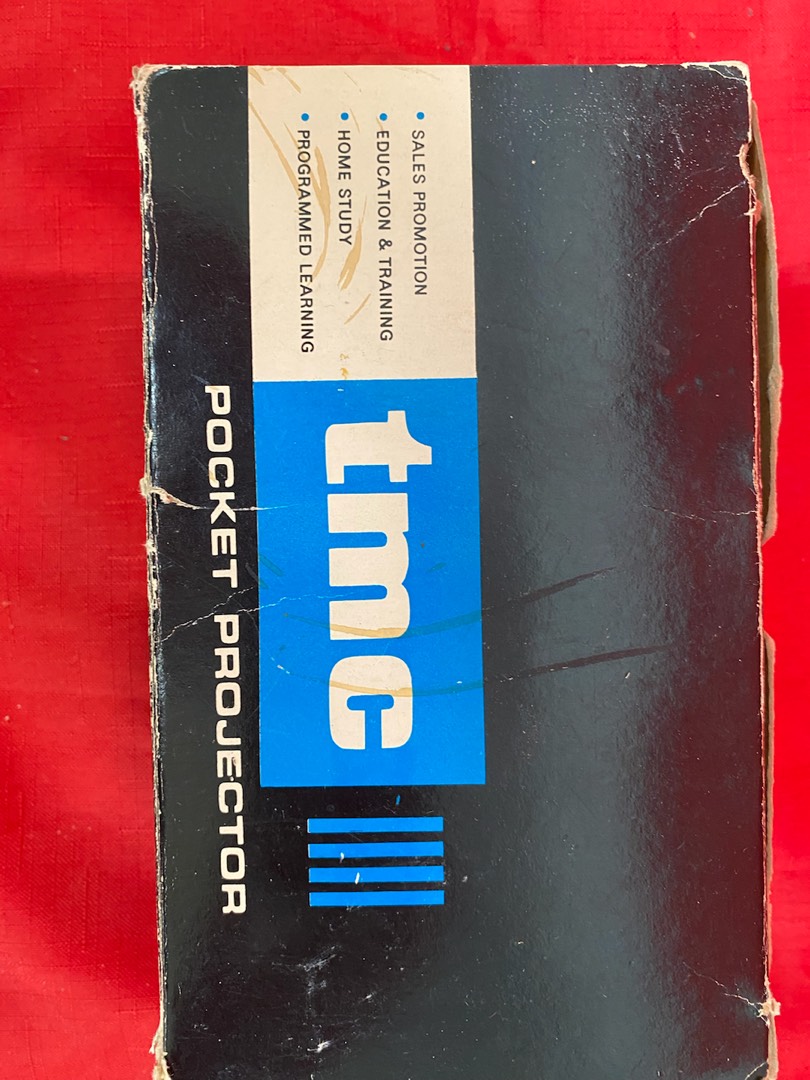 • SALES PROMOTION
• EDUCATION & TRAINING
• HOME STUDY
• PROGRAMMED LEARNING
tmc
POCKET PROJECTOR